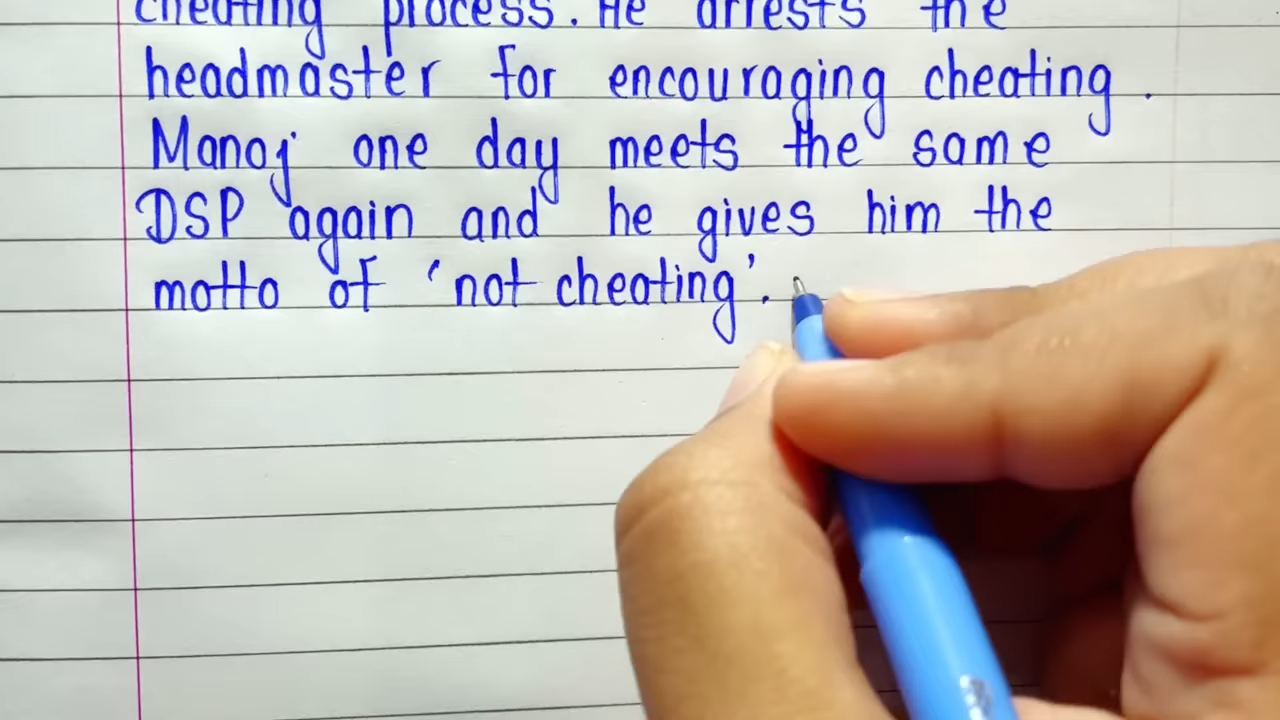 cheating process. He arrests the
headmaster for encouraging cheating.
Manoj one day meets the same
DSP again and he gives him the
motto of 'not cheating'.